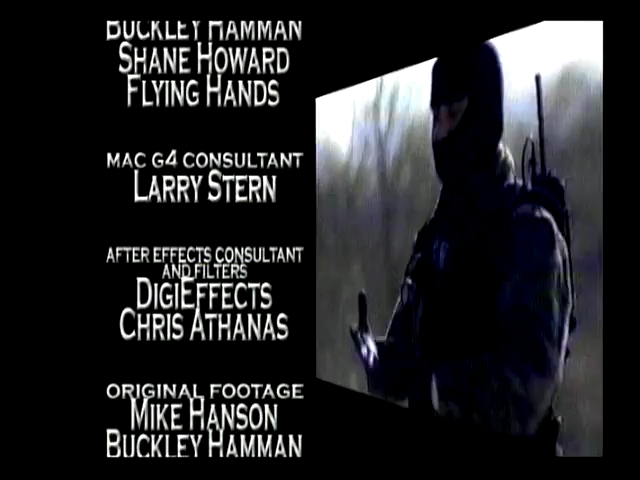 BUCKLEY HAMMAN
SHANE HOWARD
FLYING HANDS
MAC G4 CONSULTANT
LARRY STERN
AFTER EFFECTS CONSULTANT
AND FILTERS
DIGIEFFECTS
CHRIS ATHANAS
ORIGINAL FOOTAGE
MIKE HANSON
BUCKLEY HAMMAN